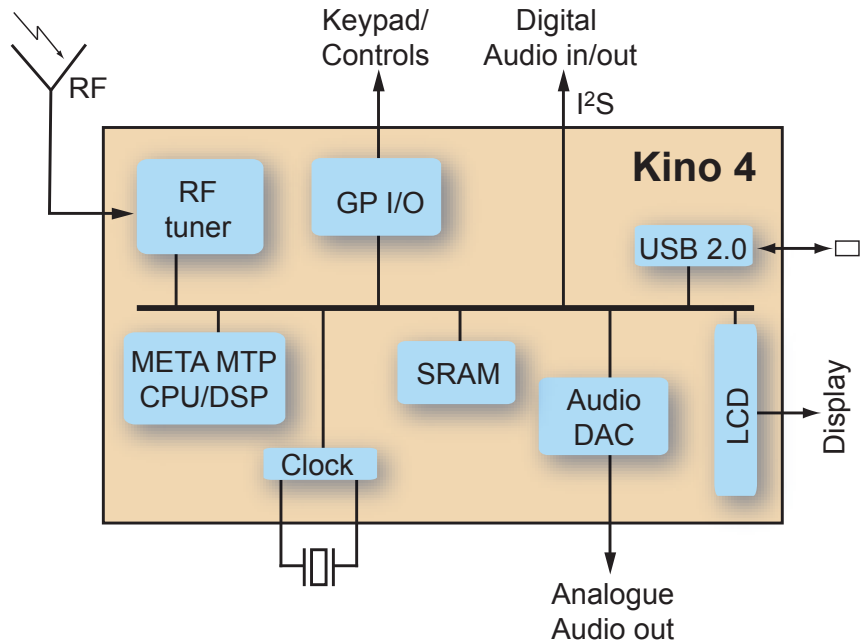 Keypad/
Controls
Digital
Audio in/out
RF
I²S
Kino 4
RF
tuner
GP I/O
USB 2.0
META MTP
CPU/DSP
SRAM
Audio
DAC
LCD
Display
Clock
Analogue
Audio out